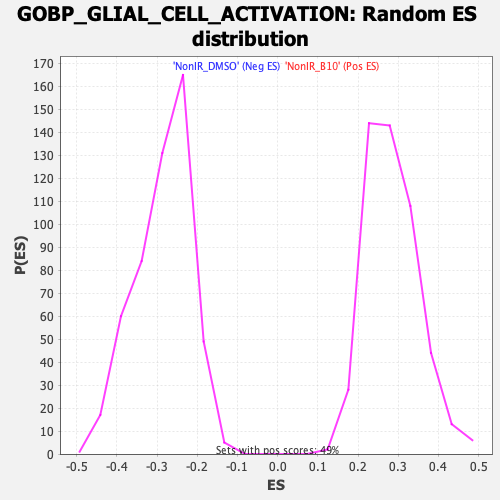 GOBP_GLIAL_CELL_ACTIVATION: Random ES
distribution
'NonIR_DMSO' (Neg ES) 'NonIR_B10' (Pos ES)
170
160
150
140
130
120
110
100
90
80
70
60
50
40
30
20
10
0
P(ES)
Sets with pos scores: 49%
-0.5 -0.4 -0.3 -0.2 -0.1 0.0 0.1 0.2 0.3 0.4 0.5
ES